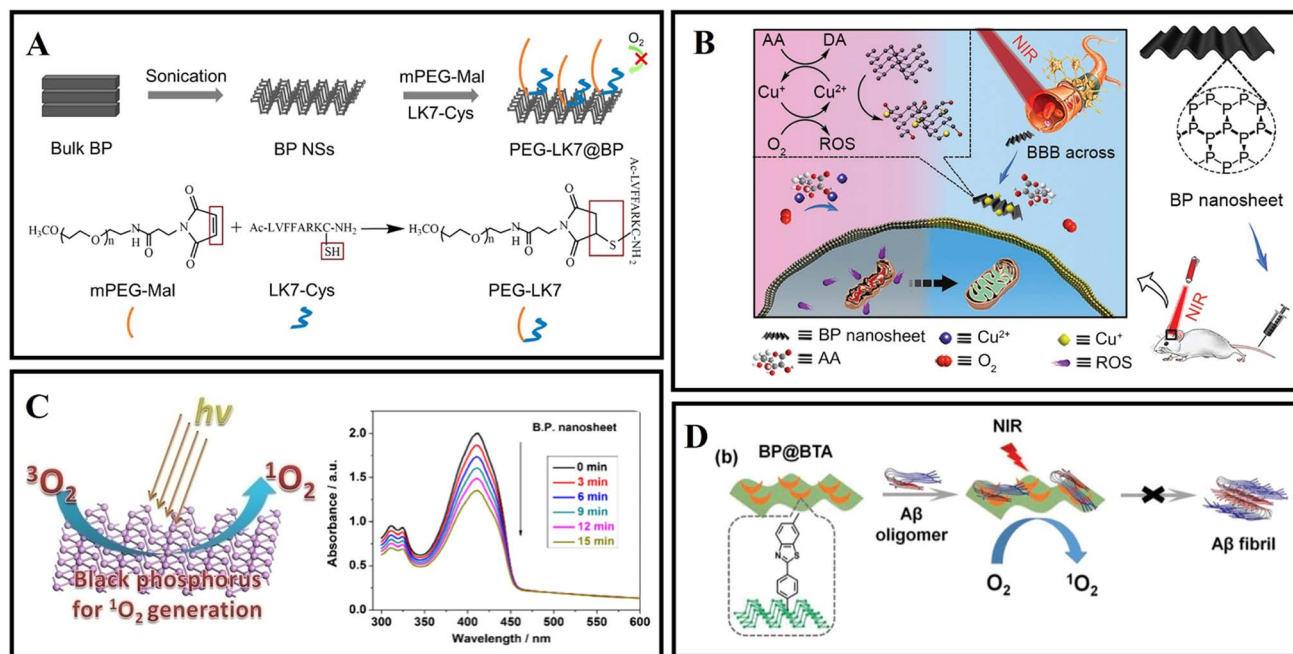 A
Sonication
mPEG-Mal
LK7-Cys
O2
Bulk BP
BP NSs
PEG-LK7@BP
H3CO
O
n
N
H
O
N
O
O
+
Ac-LVFFARKC-NH2
SH
H3CO
O
n
N
H
O
N
O
O
S
Ac-LVFFARKC-NH2
mPEG-Mal
LK7-Cys
PEG-LK7
B
AA
DA
Cu+
Cu2+
O2
ROS
NIR
BBB across
P P P
P P P P
P P P
P P
BP nanosheet
NIR
≡ BP nanosheet
≡ Cu2+
≡ Cu+
≡ AA
≡ O2
≡ ROS
C
hν
3O2
1O2
Black phosphorus
for 1O2 generation
B.P. nanosheet
0 min
3 min
6 min
9 min
12 min
15 min
Absorbance / a.u.
2.0
1.5
1.0
0.5
0.0
300 350 400 450 500 550 600
Wavelength / nm
D
(b)
BP@BTA
N
S
Aβ
oligomer
NIR
O2
1O2
Aβ fibril